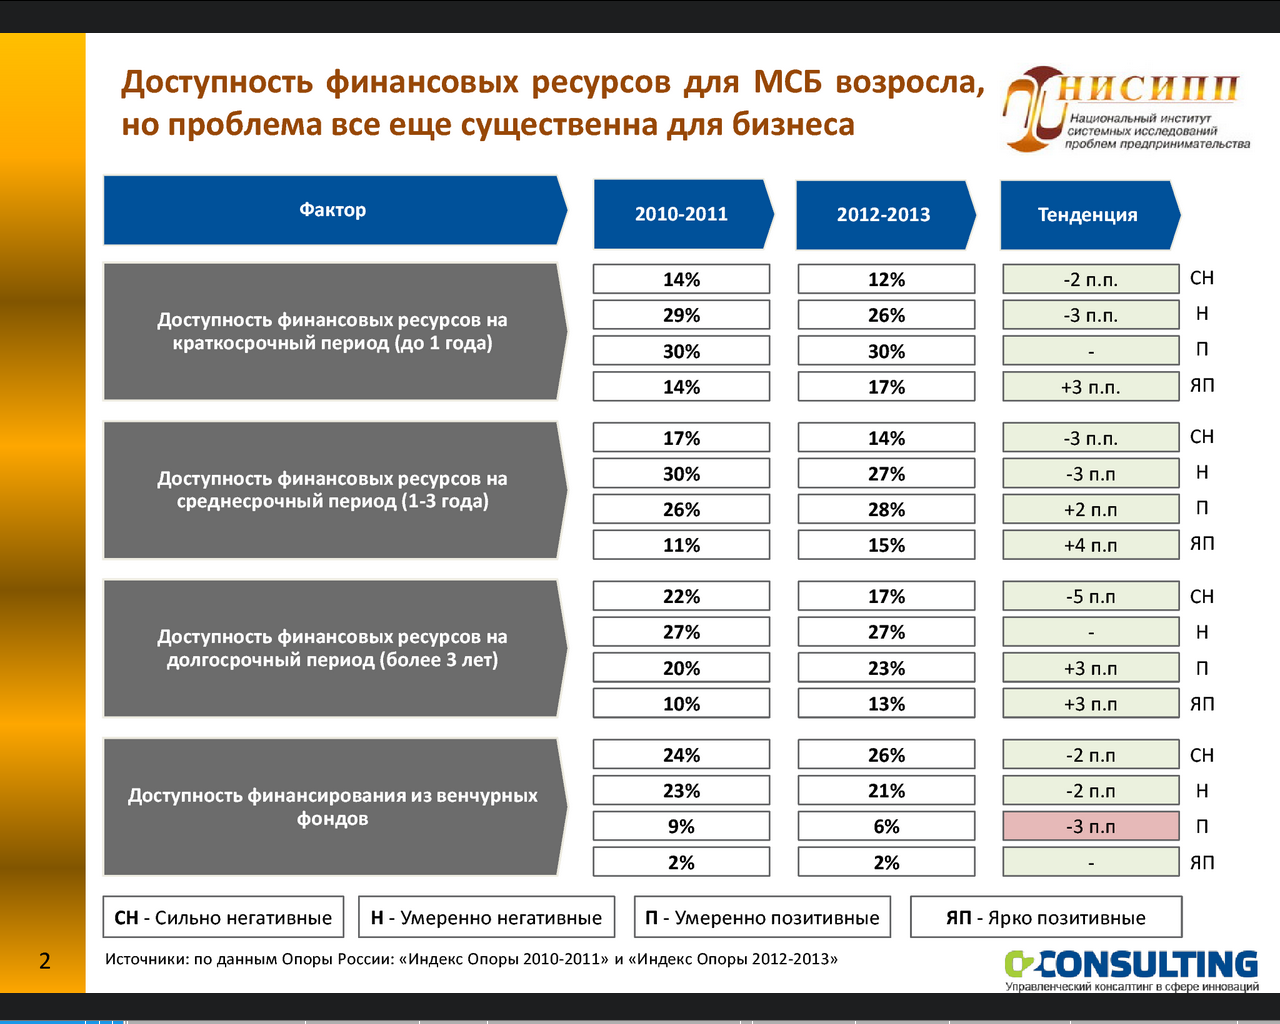 Доступность финансовых ресурсов для МСБ возросла,
но проблема все еще существенна для бизнеса
НИСИПП
Национальный институт
системных исследований
проблем предпринимательства
Фактор
2010-2011
2012-2013
Тенденция
Доступность финансовых ресурсов на
краткосрочный период (до 1 года)
14% 12% -2 п.п. СН
29% 26% -3 п.п. Н
30% 30% - П
14% 17% +3 п.п. ЯП
Доступность финансовых ресурсов на
среднесрочный период (1-3 года)
17% 14% -3 п.п. СН
30% 27% -3 п.п Н
26% 28% +2 п.п П
11% 15% +4 п.п ЯП
Доступность финансовых ресурсов на
долгосрочный период (более 3 лет)
22% 17% -5 п.п СН
27% 27% - Н
20% 23% +3 п.п П
10% 13% +3 п.п ЯП
Доступность финансирования из венчурных
фондов
24% 26% -2 п.п СН
23% 21% -2 п.п Н
9% 6% -3 п.п П
2% 2% - ЯП
СН - Сильно негативные
Н - Умеренно негативные
П - Умеренно позитивные
ЯП - Ярко позитивные
2
Источники: по данным Опоры России: «Индекс Опоры 2010-2011» и «Индекс Опоры 2012-2013»
CONSULTING
Управленческий консалтинг в сфере инноваций